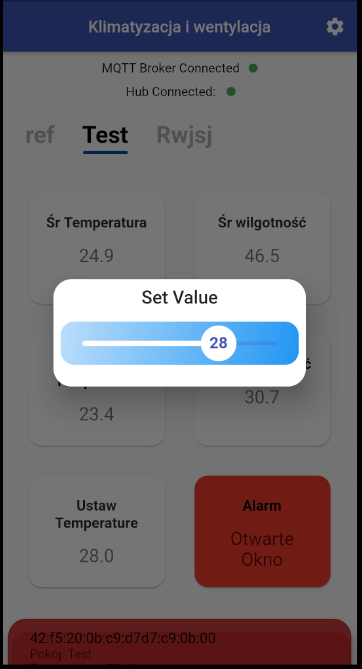 Klimatyzacja i wentylacja
MQTT Broker Connected
Hub Connected:
ref Test Rwjsj
Śr Temperatura Śr wilgotność
24.9 46.5
Set Value
28
23.4 30.7
Ustaw
Temperature
28.0
Alarm
Otwarte
Okno
42:f5:20:0b:c9:d7d7:c9:0b:00
Pokój: Test